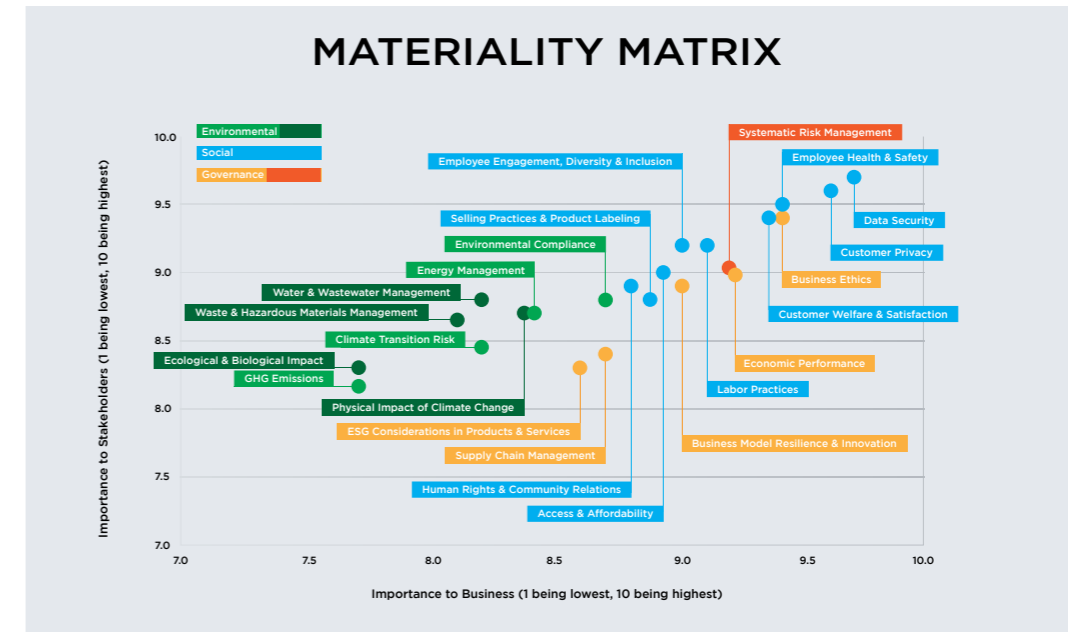 MATERIALITY MATRIX
Importance to Stakeholders (1 being lowest, 10 being highest)
10.0
9.5
9.0
8.5
8.0
7.5
7.0
Environmental
Social
Governance
Systematic Risk Management
Employee Engagement, Diversity & Inclusion
Employee Health & Safety
Selling Practices & Product Labeling
Data Security
Environmental Compliance
Customer Privacy
Energy Management
Business Ethics
Water & Wastewater Management
Waste & Hazardous Materials Management
Customer Welfare & Satisfaction
Climate Transition Risk
Ecological & Biological Impact
Economic Performance
GHG Emissions
Labor Practices
Physical Impact of Climate Change
ESG Considerations in Products & Services
Business Model Resilience & Innovation
Supply Chain Management
Human Rights & Community Relations
Access & Affordability
7.0
7.5
8.0
8.5
9.0
9.5
10.0
Importance to Business (1 being lowest, 10 being highest)